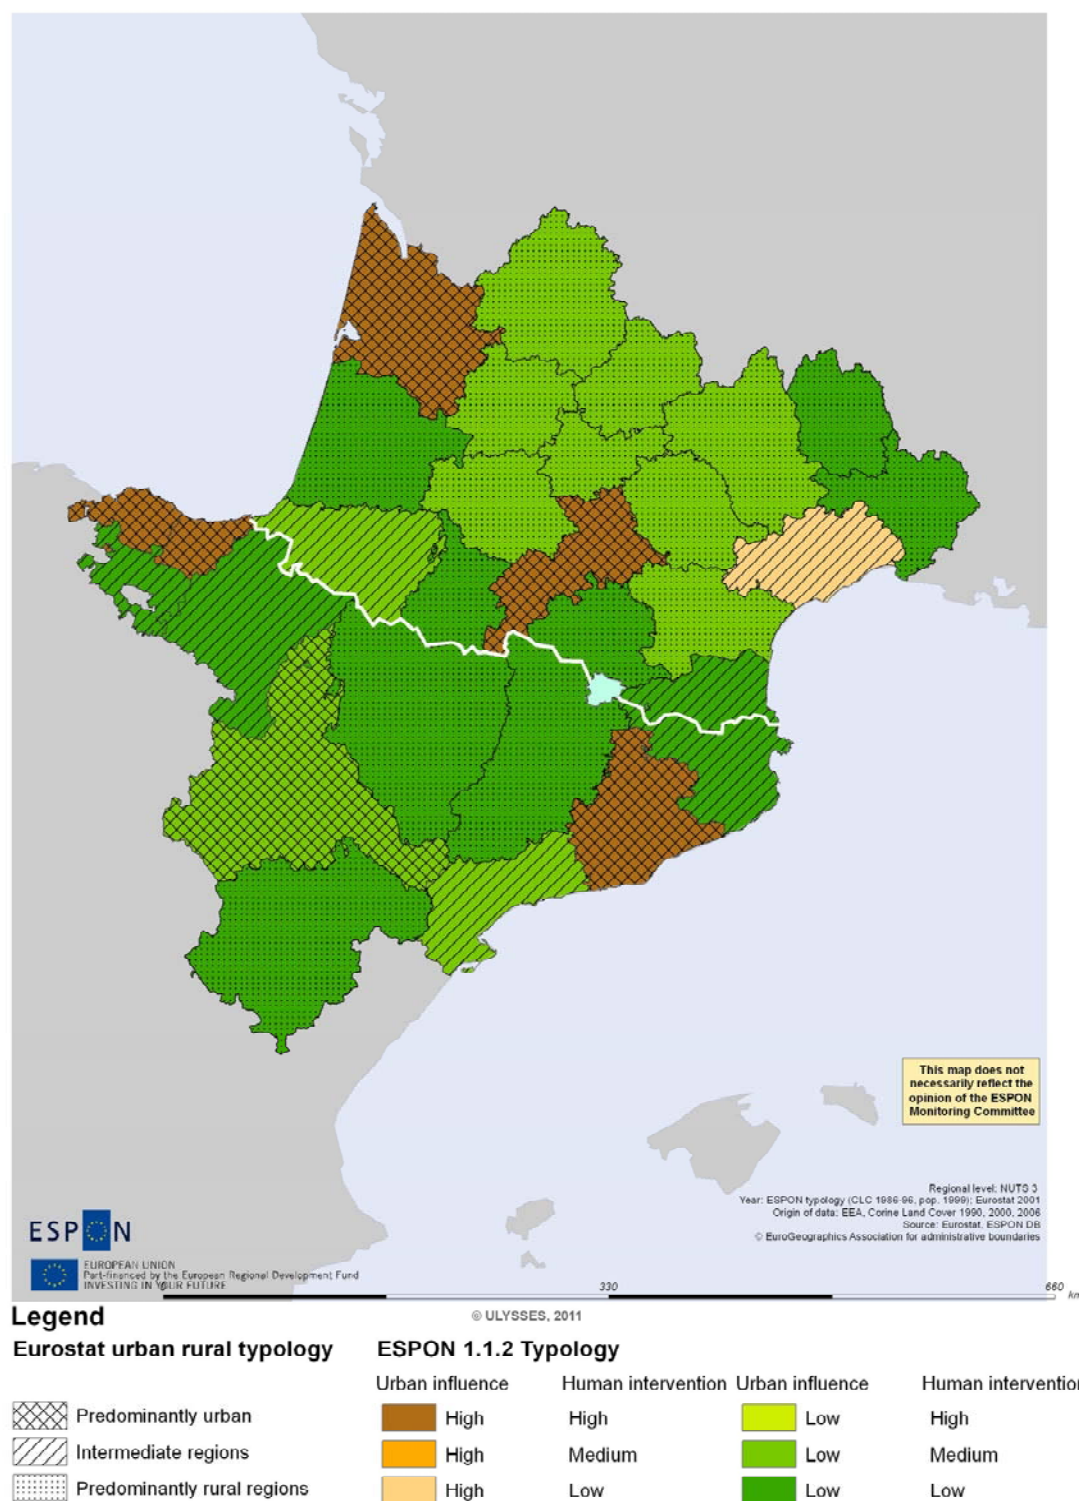 This map does not
necessarily reflect the
opinion of the ESPON
Monitoring Committee
Regional level: NUTS 3
Year: ESPON typology (CLC 1986-96, pop. 1999); Eurostat 2001
Origin of data: EEA, Corine Land Cover 1990, 2000, 2006
Source: Eurostat, ESPON DB
© EuroGeographics Association for administrative boundaries
ESPON
EUROPEAN UNION
Part-financed by the European Regional Development Fund
INVESTING IN YOUR FUTURE
0 330 660
km
Legend
© ULYSSES, 2011
Eurostat urban rural typology ESPON 1.1.2 Typology
Urban influence Human intervention Urban influence Human intervention
Predominantly urban High High Low High
Intermediate regions High Medium Low Medium
Predominantly rural regions High Low Low Low